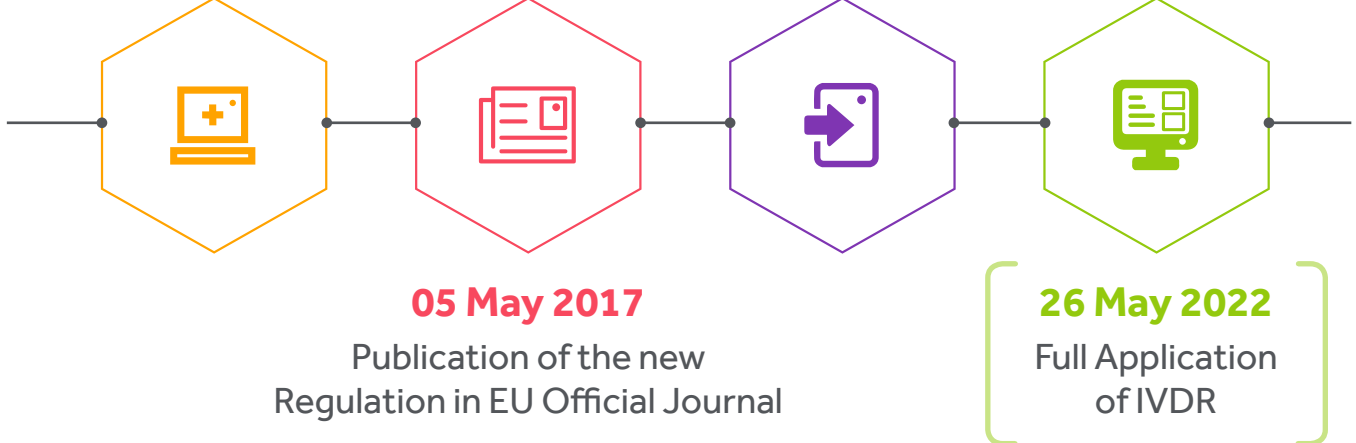 05 May 2017
Publication of the new
Regulation in EU Official Journal
26 May 2022
Full Application
of IVDR